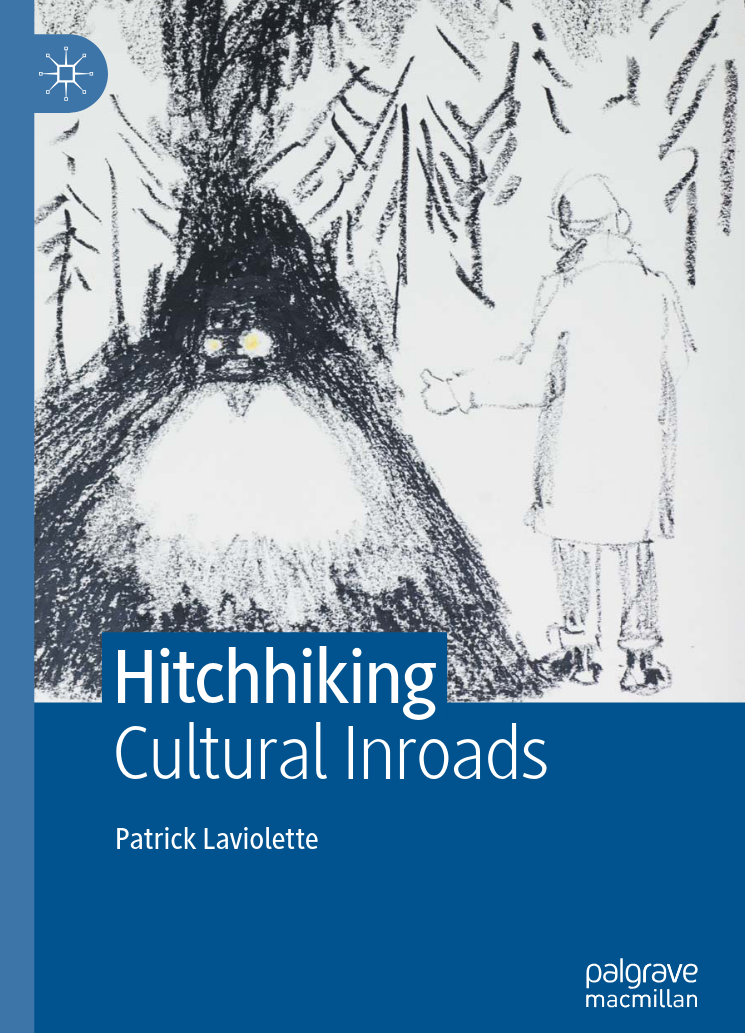 Hitchhiking
Cultural Inroads
Patrick Laviolette
palgrave
macmillan